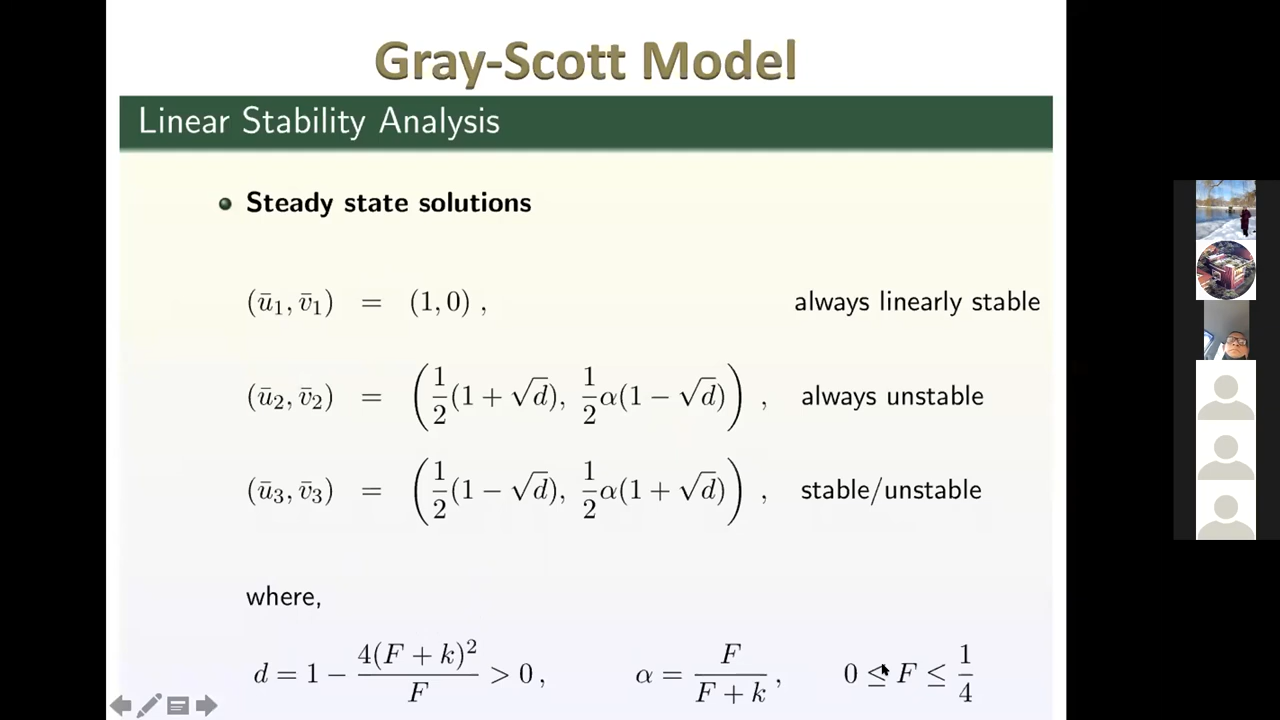 Gray-Scott Model
Linear Stability Analysis
Steady state solutions
(ū₁, v̄₁) = (1, 0) , always linearly stable
(ū₂, v̄₂) = ( 1/2 (1 + √d), 1/2 α(1 − √d) ) , always unstable
(ū₃, v̄₃) = ( 1/2 (1 − √d), 1/2 α(1 + √d) ) , stable/unstable
where,
d = 1 − 4(F + k)²/F > 0 , α = F/(F + k) , 0 ≤ F ≤ 1/4